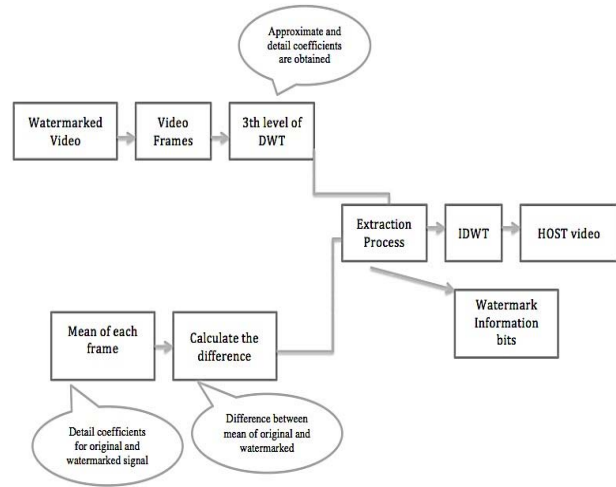 Approximate and
detail coefficients
are obtained
Watermarked
Video
Video
Frames
3th level of
DWT
Extraction
Process
IDWT
HOST video
Watermark
Information
bits
Mean of each
frame
Calculate the
difference
Detail coefficients
for original and
watermarked signal
Difference between
mean of original and
watermarked